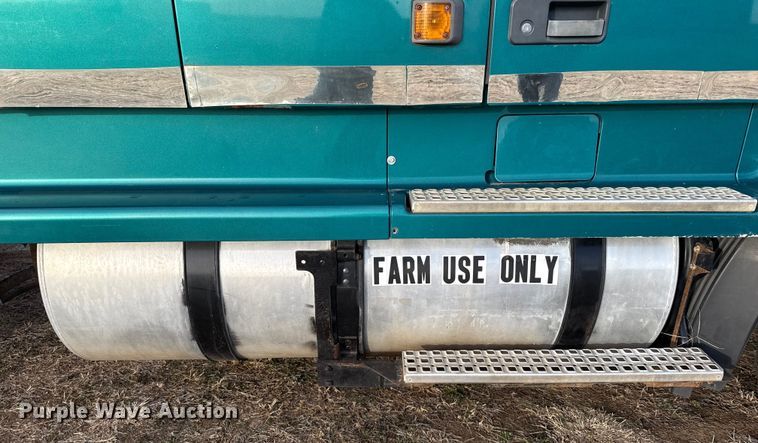 FARM USE ONLY
Purple Wave Auction